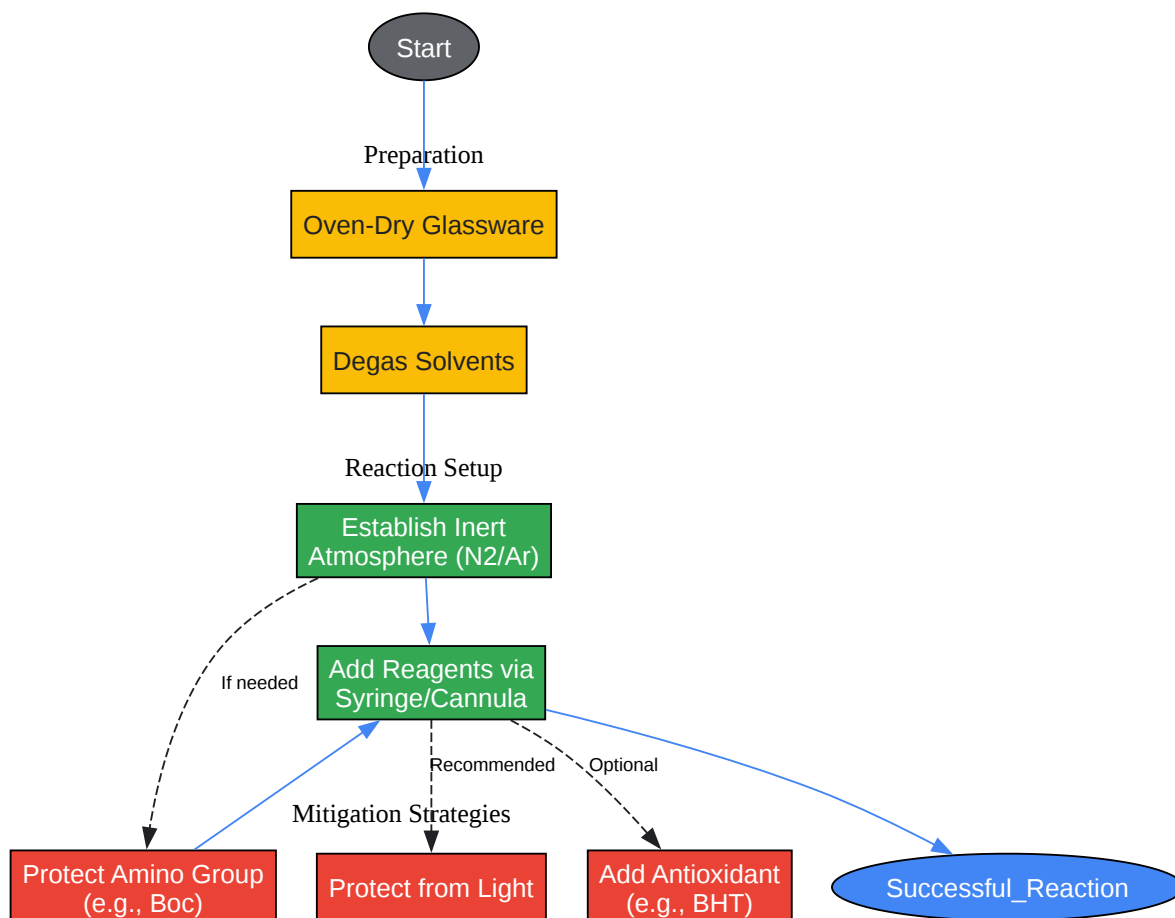 Start
Preparation
Oven-Dry Glassware
Degas Solvents
Reaction Setup
Establish Inert
Atmosphere (N2/Ar)
Add Reagents via
Syringe/Cannula
If needed
Recommended
Optional
Mitigation Strategies
Protect Amino Group
(e.g., Boc)
Protect from Light
Add Antioxidant
(e.g., BHT)
Successful_Reaction